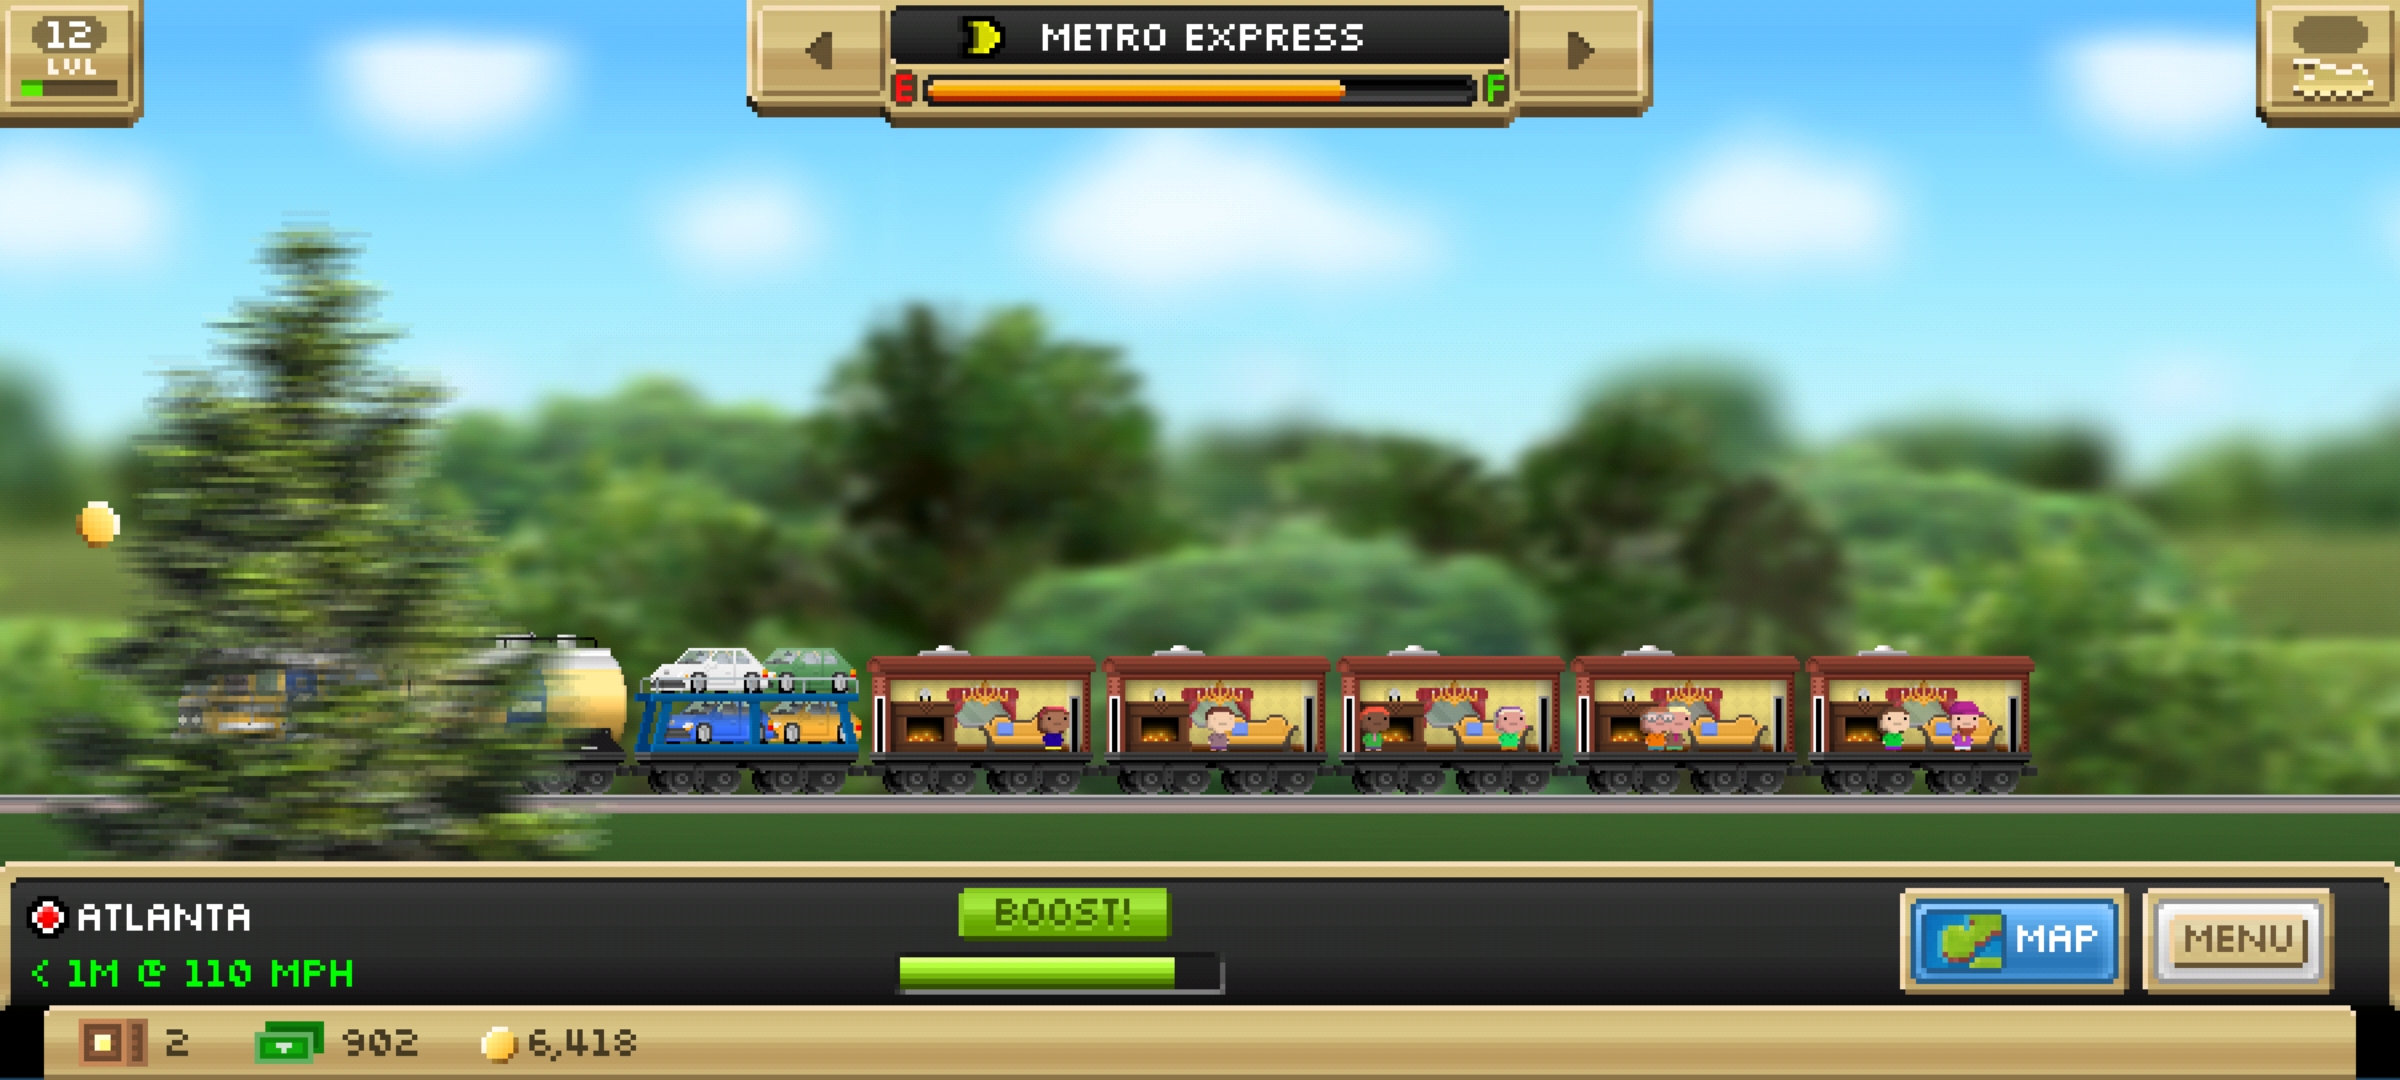 12
LVL
METRO EXPRESS
E F
ATLANTA
< 1M @ 110 MPH
BOOST!
MAP
MENU
2 902 6,418